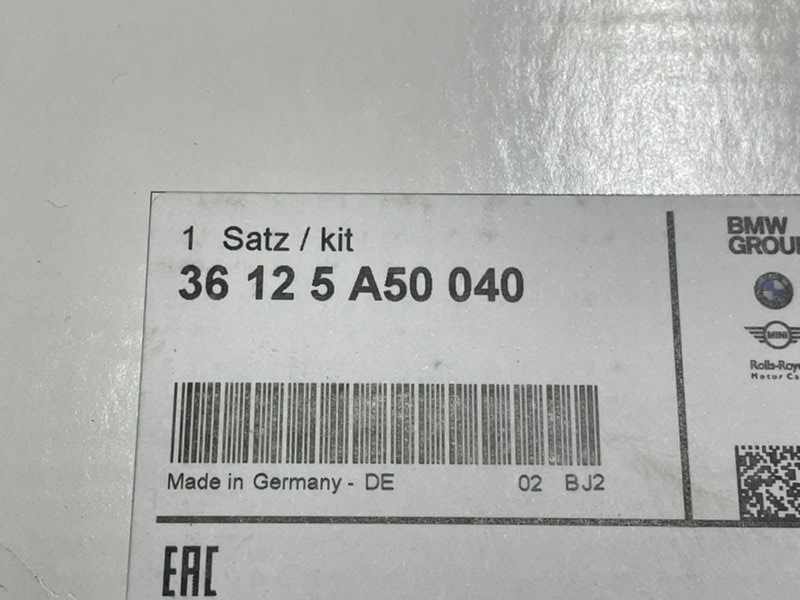 1 Satz / kit
36 12 5 A50 040
Made in Germany - DE 02 BJ2
EAC
BMW
GROUP
MINI
Rolls-Royce
Motor Ca